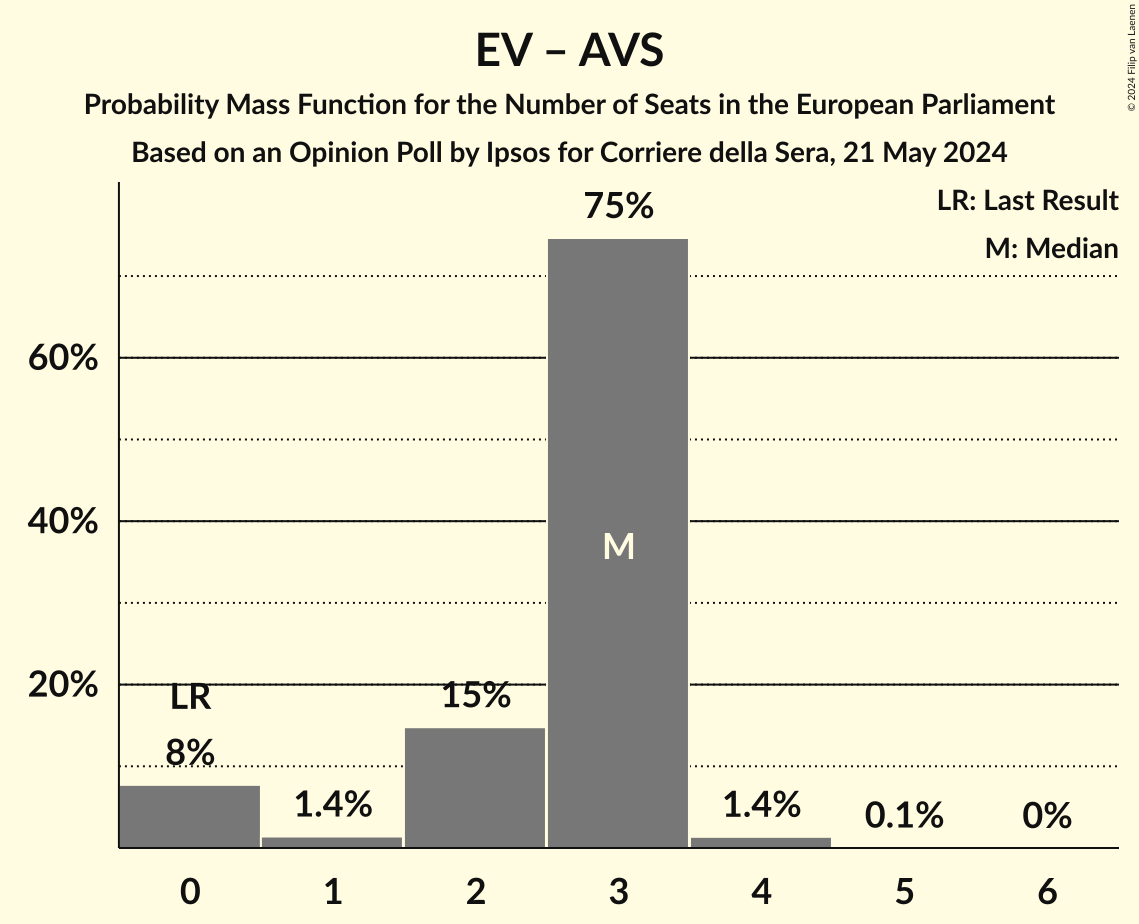 EV – AVS
Probability Mass Function for the Number of Seats in the European Parliament
Based on an Opinion Poll by Ipsos for Corriere della Sera, 21 May 2024
© 2024 Filip van Laenen
LR: Last Result
M: Median
75%
60%
40%
M
20%
LR
15%
8%
1.4%
1.4%
0.1%
0%
0 1 2 3 4 5 6